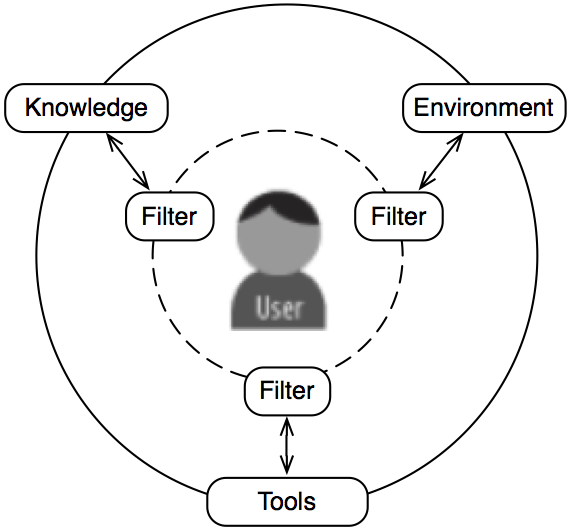 Knowledge
Environment
Filter
Filter
User
Filter
Tools